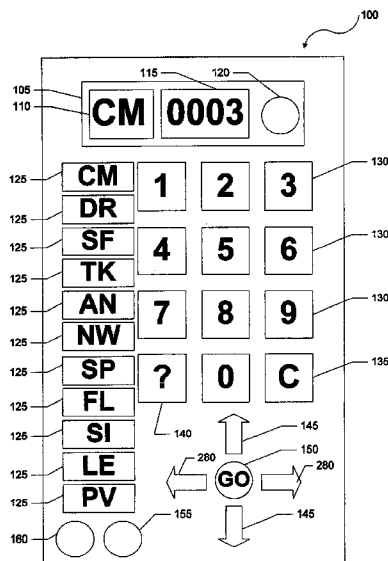 100
115 120
105
110
CM 0003
125 CM 1 2 3 130
125 DR
125 SF 4 5 6 130
125 TK
125 AN 7 8 9 130
125 NW
125 SP ? 0 C 135
125 FL 140 145
125 SI 150
280 GO 280
125 LE
125 PV 145
160 155